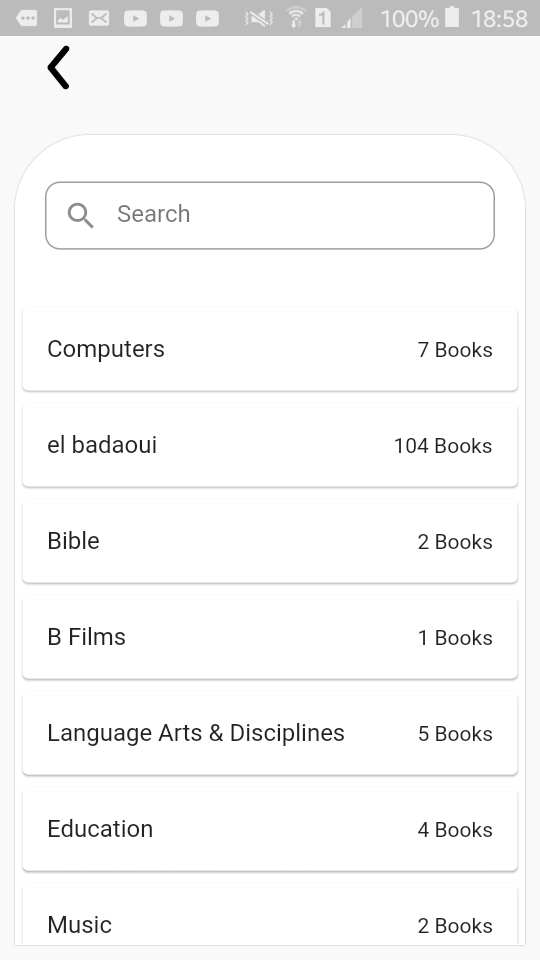 1 100% 18:58
Search
Computers 7 Books
el badaoui 104 Books
Bible 2 Books
B Films 1 Books
Language Arts & Disciplines 5 Books
Education 4 Books
Music 2 Books